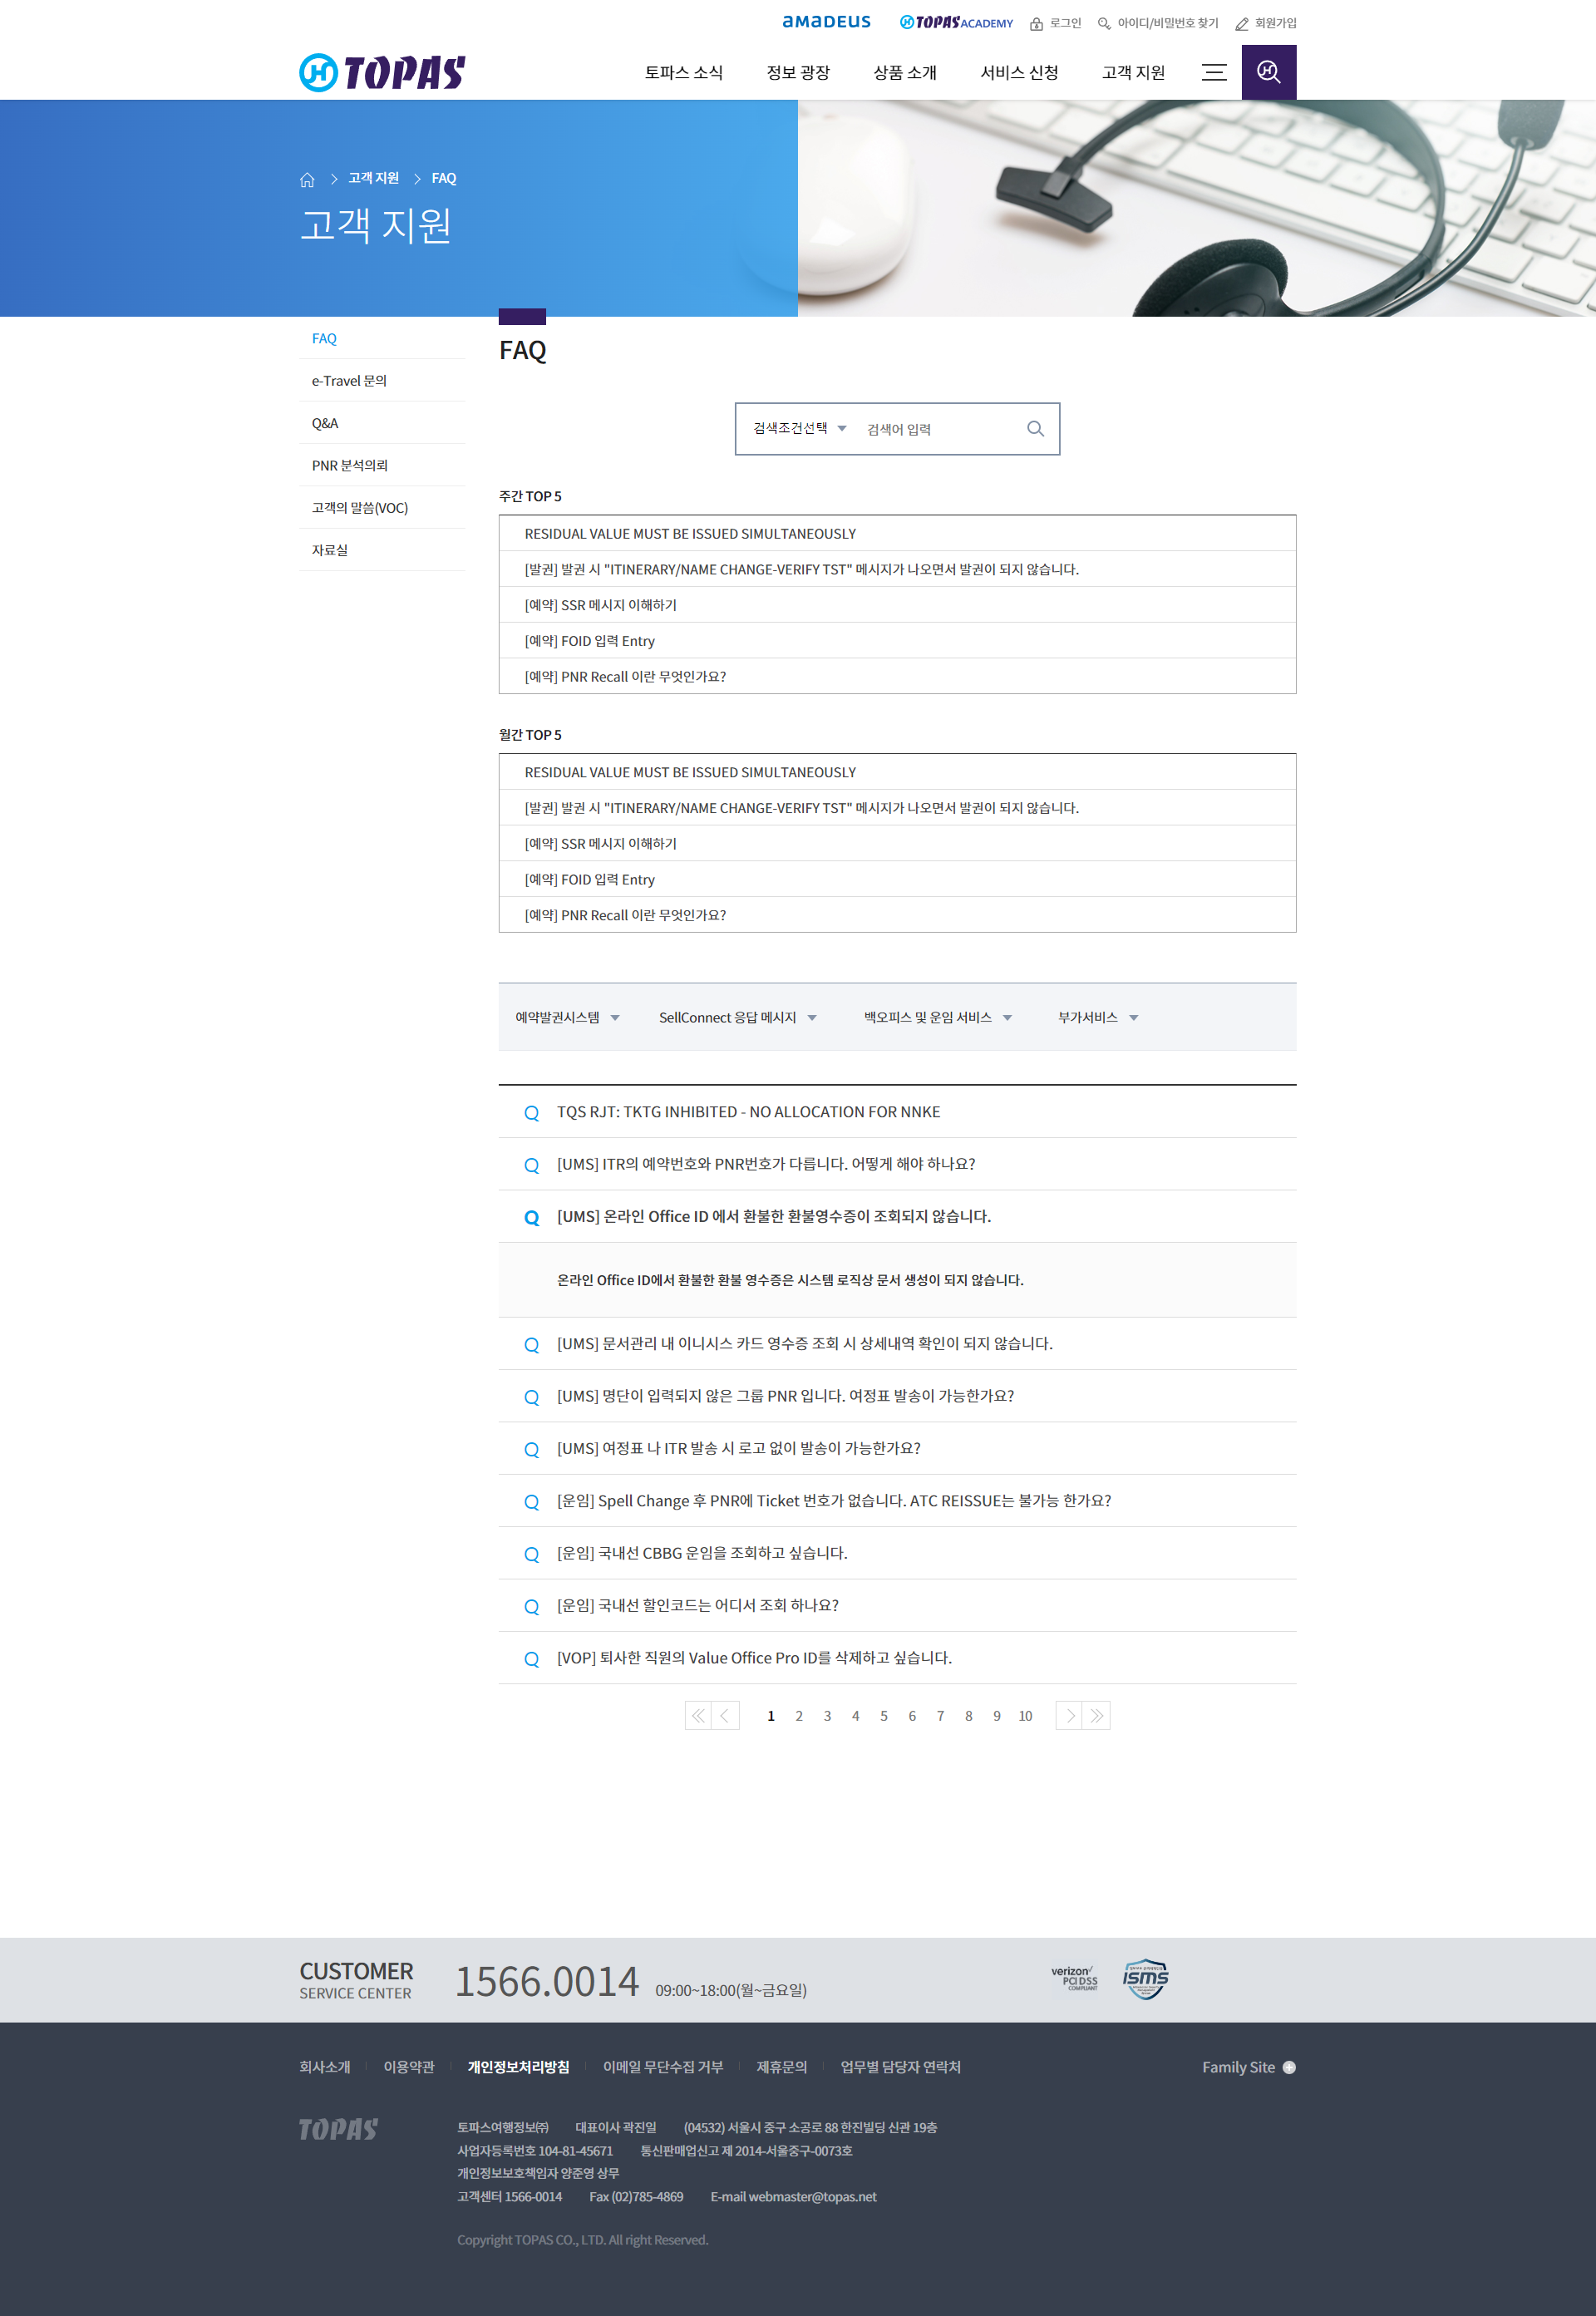 amadeus
TOPAS ACADEMY
로그인
아이디/비밀번호 찾기
회원가입
TOPAS
토파스 소식
정보 광장
상품 소개
서비스 신청
고객 지원
고객 지원
FAQ
고객 지원
FAQ
e-Travel 문의
Q&A
PNR 분석의뢰
고객의 말씀(VOC)
자료실
FAQ
검색조건선택
검색어 입력
주간 TOP 5
RESIDUAL VALUE MUST BE ISSUED SIMULTANEOUSLY
[발권] 발권 시 "ITINERARY/NAME CHANGE-VERIFY TST" 메시지가 나오면서 발권이 되지 않습니다.
[예약] SSR 메시지 이해하기
[예약] FOID 입력 Entry
[예약] PNR Recall 이란 무엇인가요?
월간 TOP 5
RESIDUAL VALUE MUST BE ISSUED SIMULTANEOUSLY
[발권] 발권 시 "ITINERARY/NAME CHANGE-VERIFY TST" 메시지가 나오면서 발권이 되지 않습니다.
[예약] SSR 메시지 이해하기
[예약] FOID 입력 Entry
[예약] PNR Recall 이란 무엇인가요?
예약발권시스템
SellConnect 응답 메시지
백오피스 및 운임 서비스
부가서비스
Q TQS RJT: TKTG INHIBITED - NO ALLOCATION FOR NNKE
Q [UMS] ITR의 예약번호와 PNR번호가 다릅니다. 어떻게 해야 하나요?
Q [UMS] 온라인 Office ID 에서 환불한 환불영수증이 조회되지 않습니다.
온라인 Office ID에서 환불한 환불 영수증은 시스템 로직상 문서 생성이 되지 않습니다.
Q [UMS] 문서관리 내 이니시스 카드 영수증 조회 시 상세내역 확인이 되지 않습니다.
Q [UMS] 명단이 입력되지 않은 그룹 PNR 입니다. 여정표 발송이 가능한가요?
Q [UMS] 여정표 나 ITR 발송 시 로고 없이 발송이 가능한가요?
Q [운임] Spell Change 후 PNR에 Ticket 번호가 없습니다. ATC REISSUE는 불가능 한가요?
Q [운임] 국내선 CBBG 운임을 조회하고 싶습니다.
Q [운임] 국내선 할인코드는 어디서 조회 하나요?
Q [VOP] 퇴사한 직원의 Value Office Pro ID를 삭제하고 싶습니다.
1 2 3 4 5 6 7 8 9 10
CUSTOMER
SERVICE CENTER
1566.0014
09:00~18:00(월~금요일)
verizon
PCI DSS
COMPLIANT
ISMS
회사소개
이용약관
개인정보처리방침
이메일 무단수집 거부
제휴문의
업무별 담당자 연락처
Family Site
TOPAS
토파스여행정보㈜ 대표이사 곽진일 (04532) 서울시 중구 소공로 88 한진빌딩 신관 19층
사업자등록번호 104-81-45671 통신판매업신고 제 2014-서울중구-0073호
개인정보보호책임자 양준영 상무
고객센터 1566-0014 Fax (02)785-4869 E-mail webmaster@topas.net
Copyright TOPAS CO., LTD. All right Reserved.